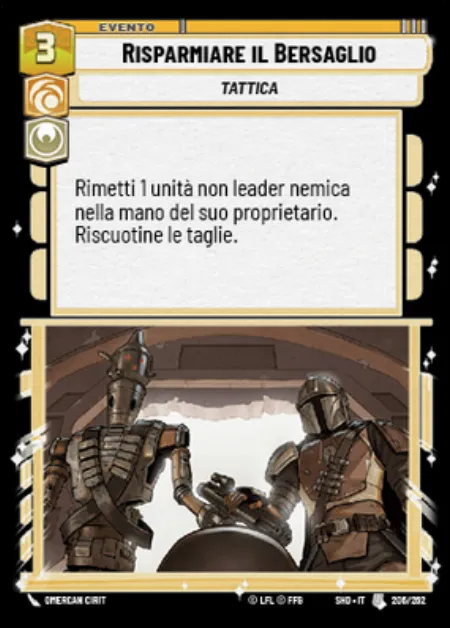 EVENTO
3
RISPARMIARE IL BERSAGLIO
TATTICA
Rimetti 1 unità non leader nemica
nella mano del suo proprietario.
Riscuotine le taglie.
OMERCAN CIRIT
© LFL © FFG
SHD • IT
206/262